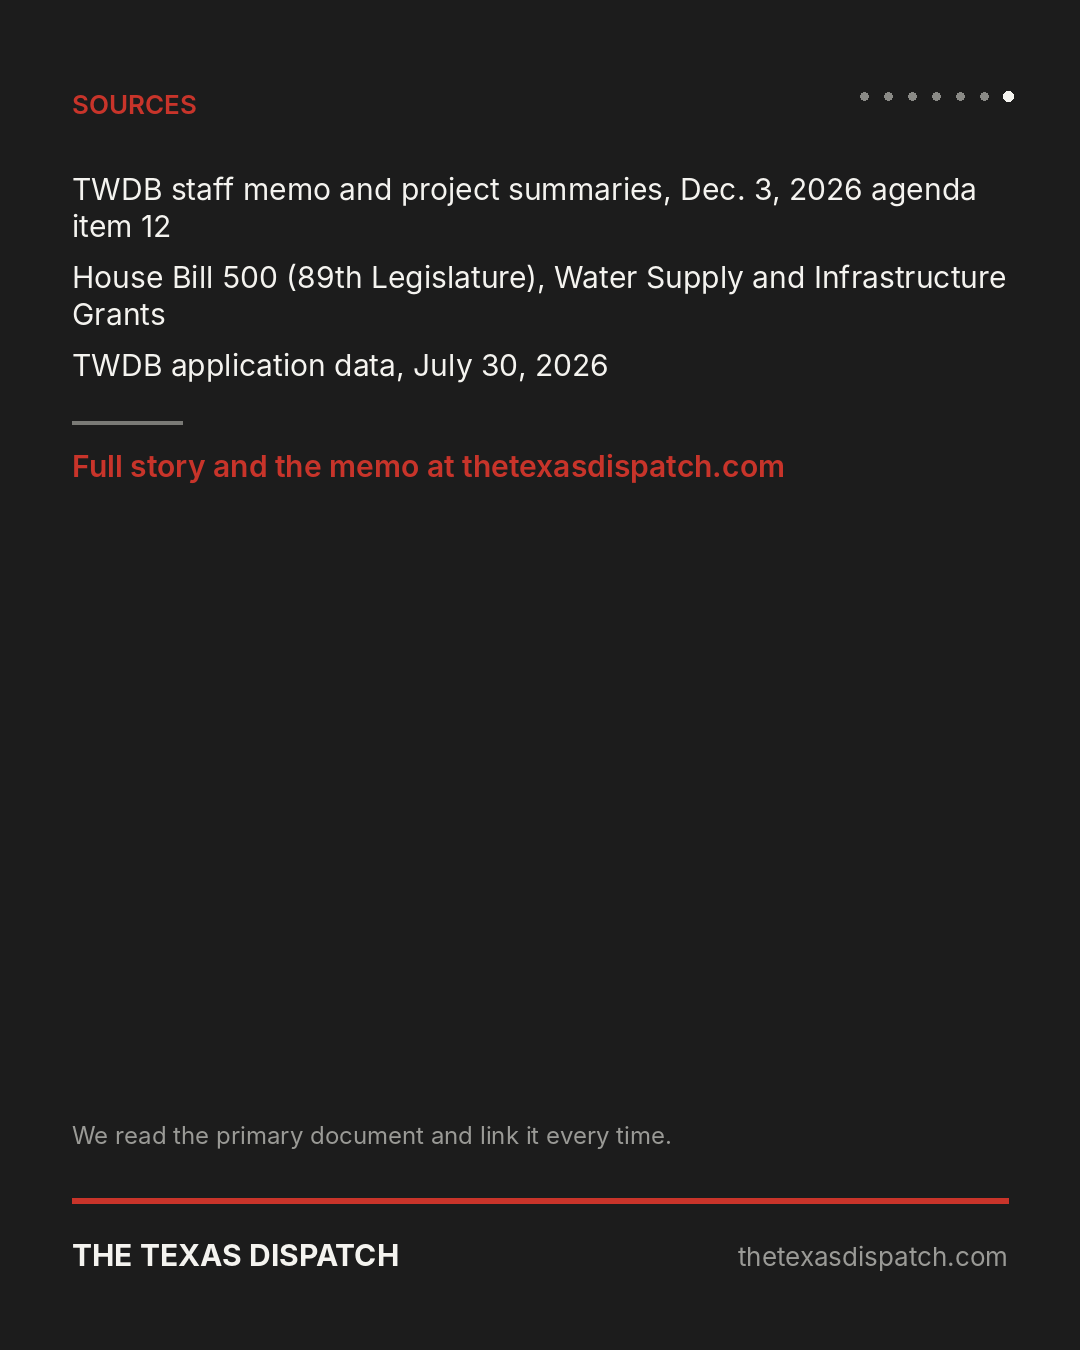 SOURCES
TWDB staff memo and project summaries, Dec. 3, 2026 agenda
item 12
House Bill 500 (89th Legislature), Water Supply and Infrastructure
Grants
TWDB application data, July 30, 2026
Full story and the memo at thetexasdispatch.com
We read the primary document and link it every time.
THE TEXAS DISPATCH
thetexasdispatch.com